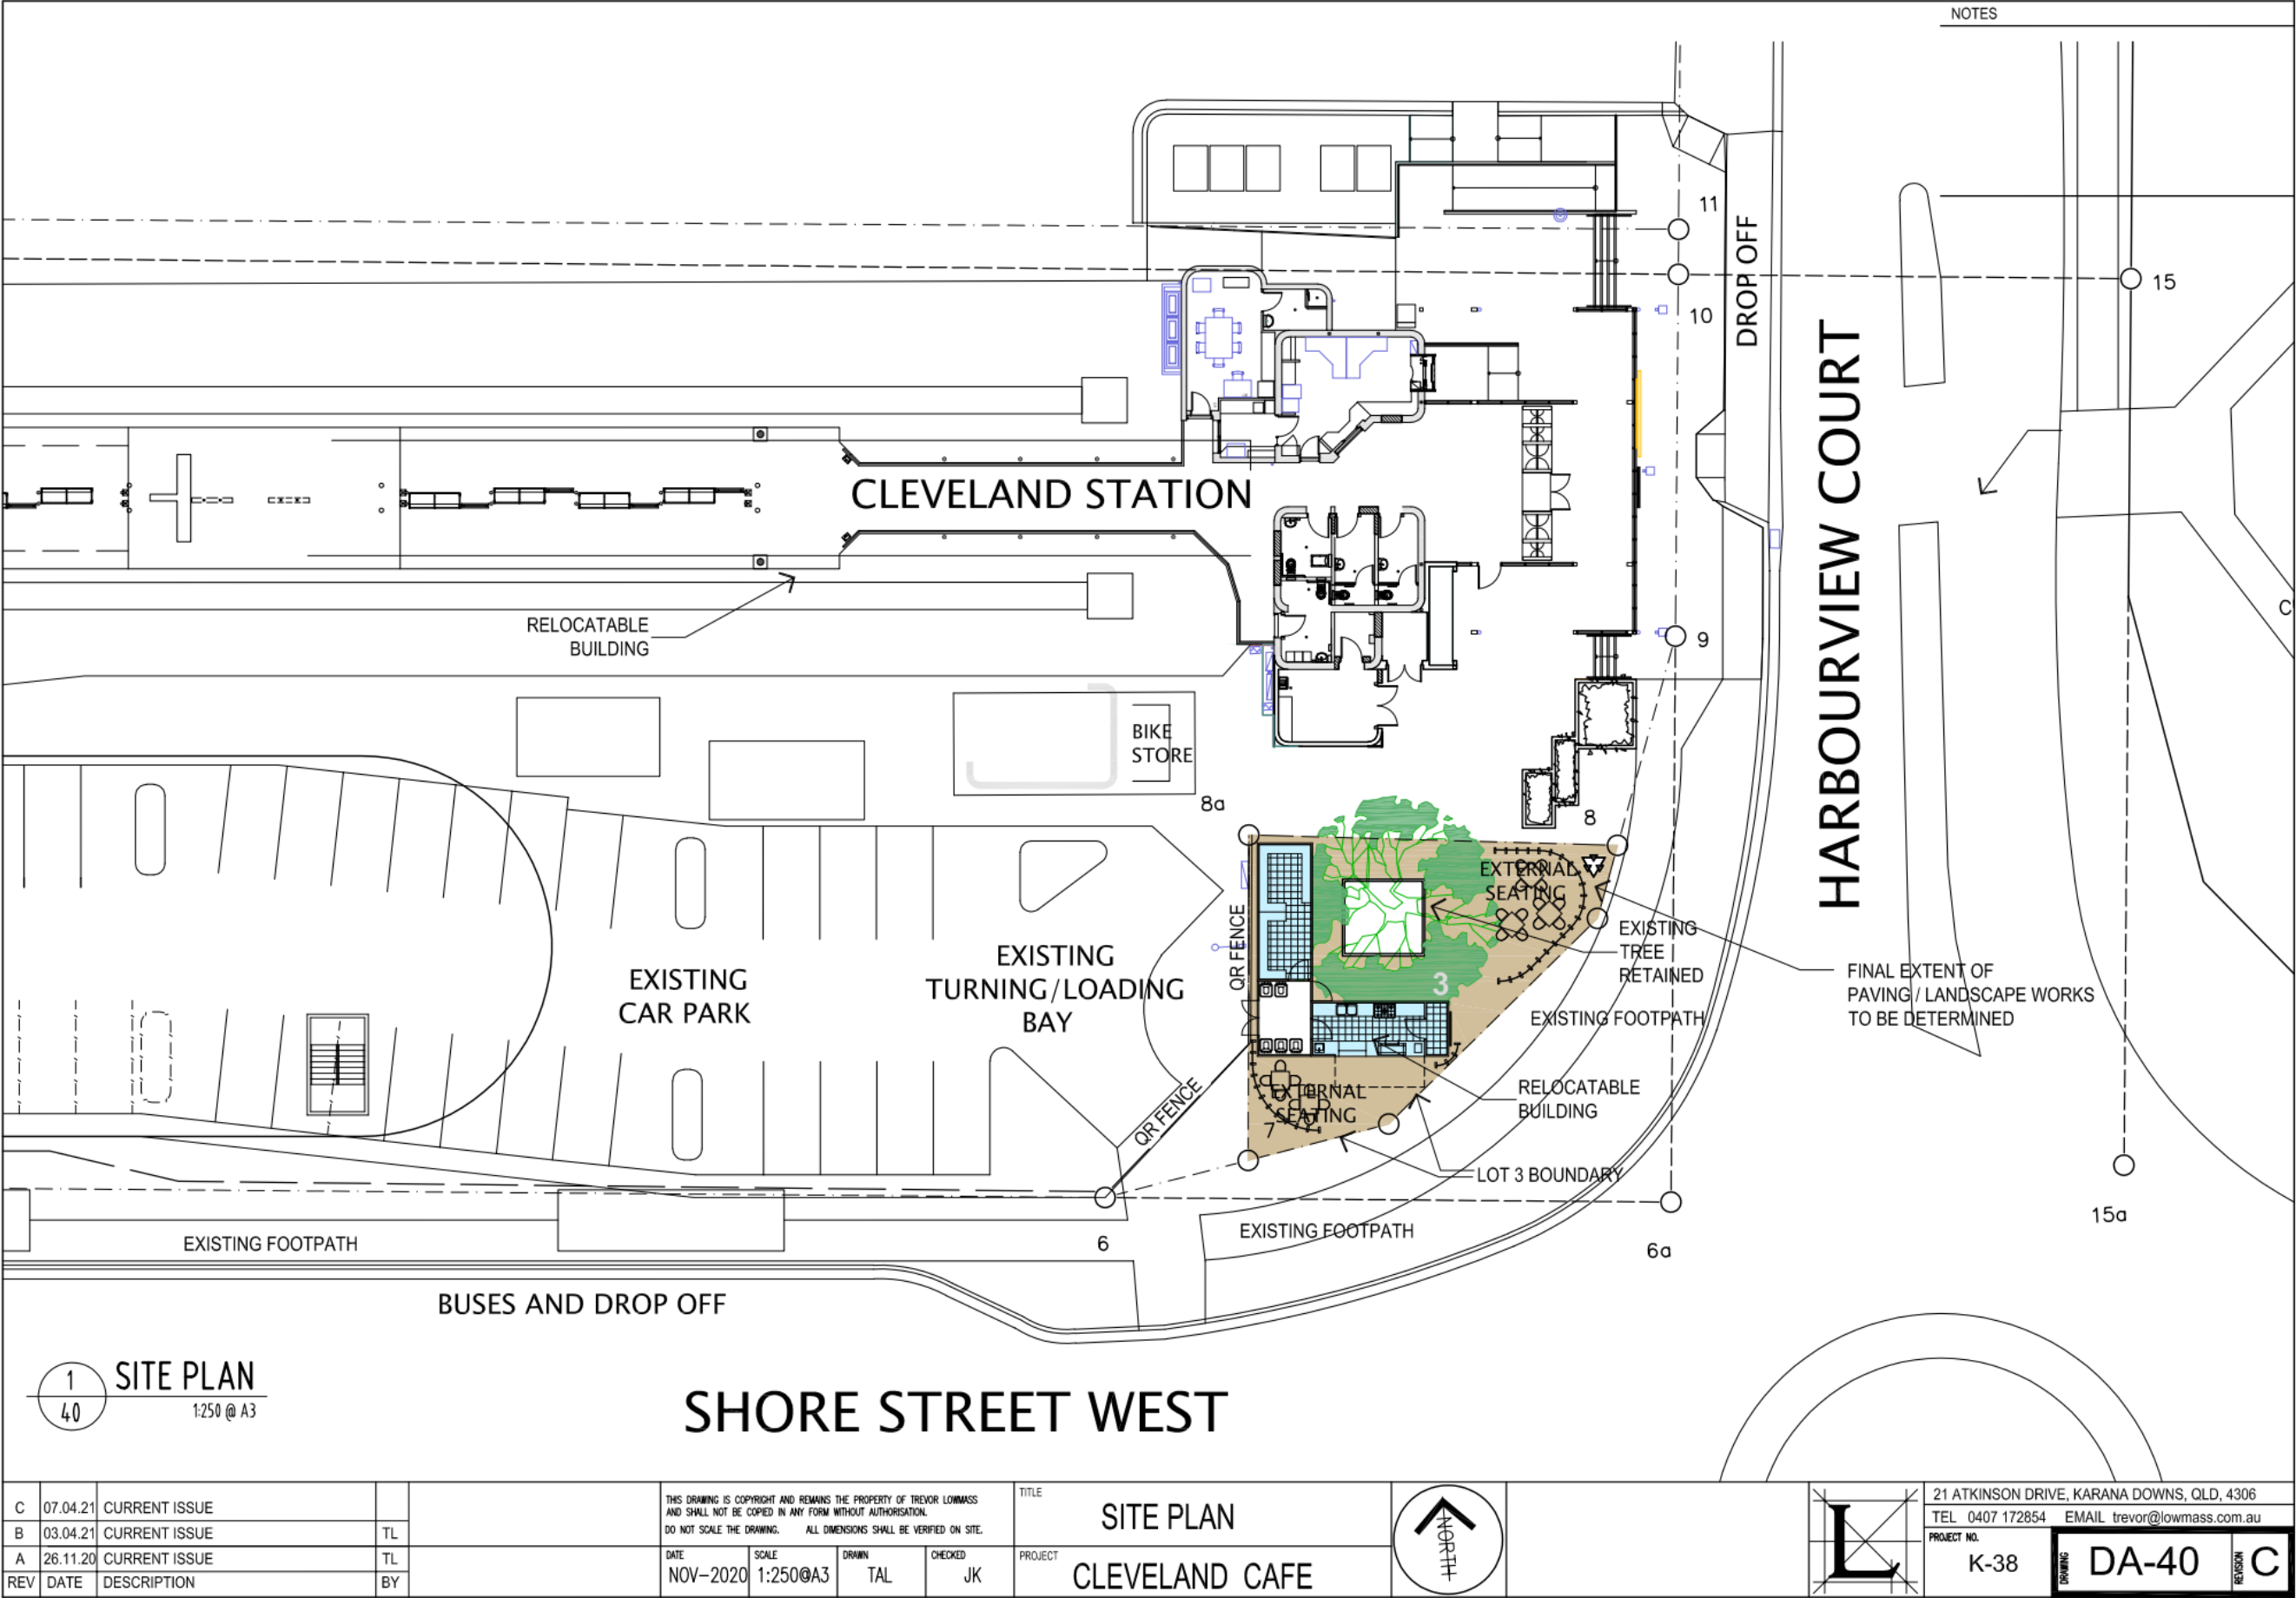 NOTES
11
DROP OFF
15
10
HARBOURVIEW COURT
CLEVELAND STATION
RELOCATABLE
BUILDING
9
C
BIKE
STORE
8a
8
EXTERNAL
SEATING
QR FENCE
EXISTING
TREE
RETAINED
EXISTING
TURNING/LOADING
BAY
EXISTING
CAR PARK
3
FINAL EXTENT OF
PAVING / LANDSCAPE WORKS
TO BE DETERMINED
EXISTING FOOTPATH
RELOCATABLE
BUILDING
EXTERNAL
SEATING
7
QR FENCE
LOT 3 BOUNDARY
15a
EXISTING FOOTPATH
6
EXISTING FOOTPATH
6a
BUSES AND DROP OFF
1
40
SITE PLAN
1:250 @ A3
SHORE STREET WEST
C 07.04.21 CURRENT ISSUE
B 03.04.21 CURRENT ISSUE TL
A 26.11.20 CURRENT ISSUE TL
REV DATE DESCRIPTION BY
THIS DRAWING IS COPYRIGHT AND REMAINS THE PROPERTY OF TREVOR LOWMASS
AND SHALL NOT BE COPIED IN ANY FORM WITHOUT AUTHORISATION.
DO NOT SCALE THE DRAWING. ALL DIMENSIONS SHALL BE VERIFIED ON SITE.
DATE SCALE DRAWN CHECKED
NOV-2020 1:250@A3 TAL JK
TITLE
SITE PLAN
PROJECT
CLEVELAND CAFE
NORTH
L
21 ATKINSON DRIVE, KARANA DOWNS, QLD, 4306
TEL 0407 172854 EMAIL trevor@lowmass.com.au
PROJECT NO.
K-38
DRAWING
DA-40
REVISION
C